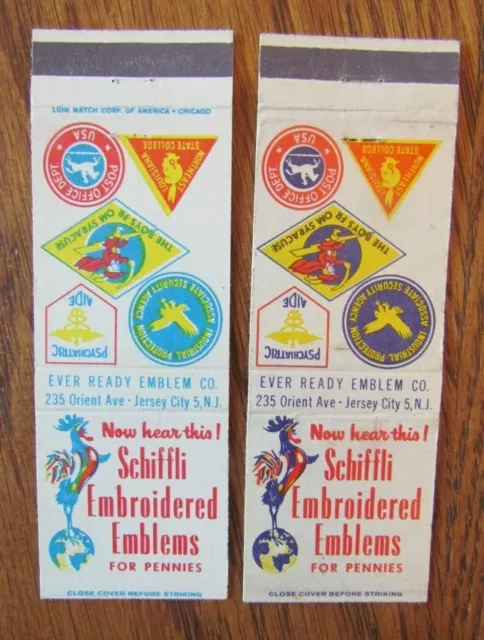 LION MATCH CORP. OF AMERICA • CHICAGO
POST OFFICE DEPT
USA
NORTHEAST LOUISIANA
STATE COLLEGE
THE BOYS FROM SYRACUSE
PSYCHIATRIC
AIDE
INDUSTRIAL PROTECTION
ASSOCIATE SECURITY AGENCY
EVER READY EMBLEM CO.
235 Orient Ave • Jersey City 5, N.J.
Now hear this!
Schiffli
Embroidered
Emblems
FOR PENNIES
CLOSE COVER BEFORE STRIKING
POST OFFICE DEPT
USA
NORTHEAST LOUISIANA
STATE COLLEGE
THE BOYS FR OM SYRACUSE
PSYCHIATRIC
AIDE
INDUSTRIAL PROTECTION
ASSOCIATE SECURITY AGENCY
EVER READY EMBLEM CO.
235 Orient Ave • Jersey City 5, N.J.
Now hear this!
Schiffli
Embroidered
Emblems
FOR PENNIES
CLOSE COVER BEFORE STRIKING